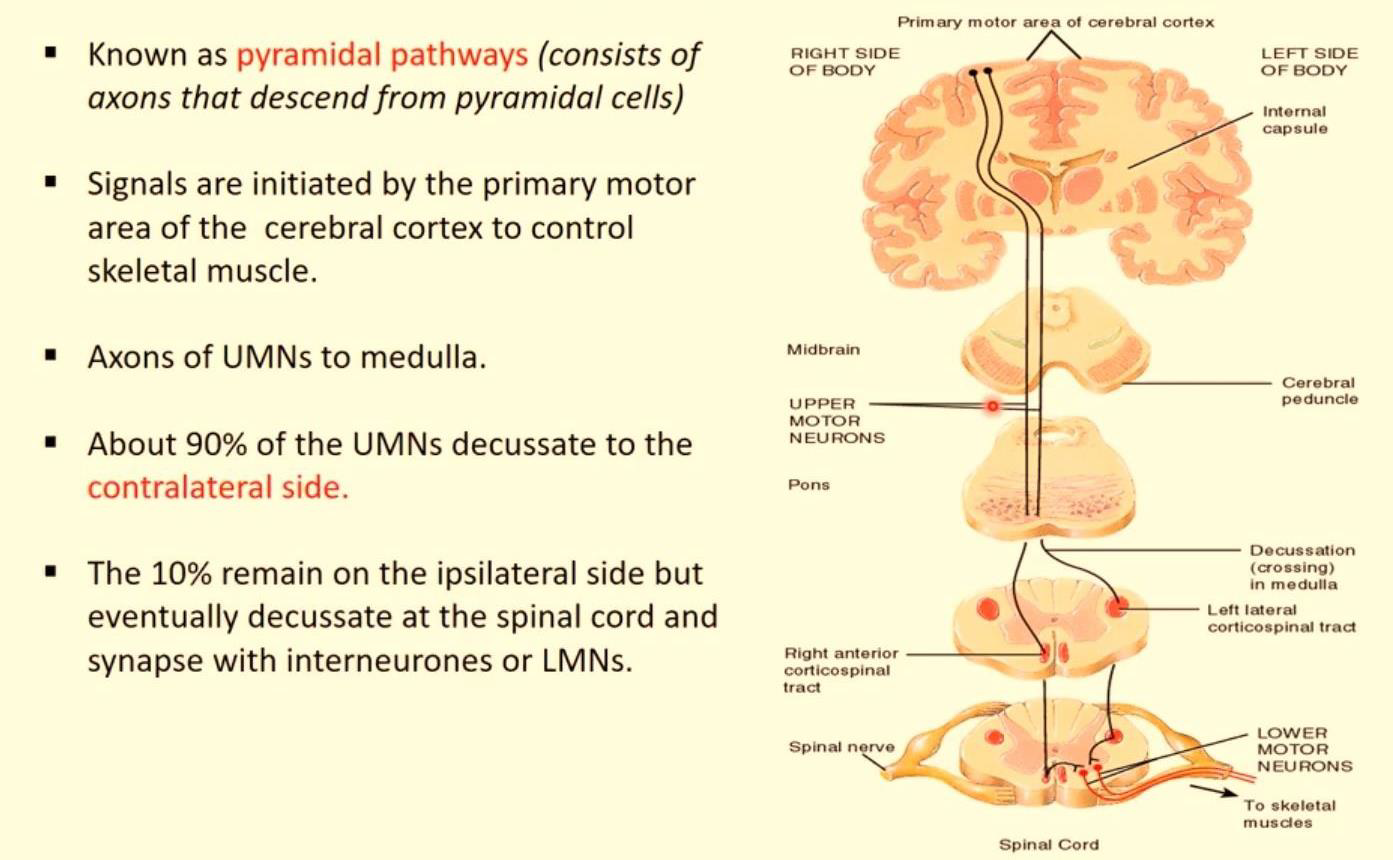 ▪ Known as pyramidal pathways (consists of
axons that descend from pyramidal cells)
▪ Signals are initiated by the primary motor
area of the  cerebral cortex to control
skeletal muscle.
▪ Axons of UMNs to medulla.
▪ About 90% of the UMNs decussate to the
contralateral side.
▪ The 10% remain on the ipsilateral side but
eventually decussate at the spinal cord and
synapse with interneurones or LMNs.
Primary motor area of cerebral cortex
RIGHT SIDE
OF BODY
LEFT SIDE
OF BODY
Internal
capsule
Midbrain
Cerebral
peduncle
UPPER
MOTOR
NEURONS
Pons
Decussation
(crossing)
in medulla
Left lateral
corticospinal tract
Right anterior
corticospinal
tract
Spinal nerve
LOWER
MOTOR
NEURONS
To skeletal
muscles
Spinal Cord